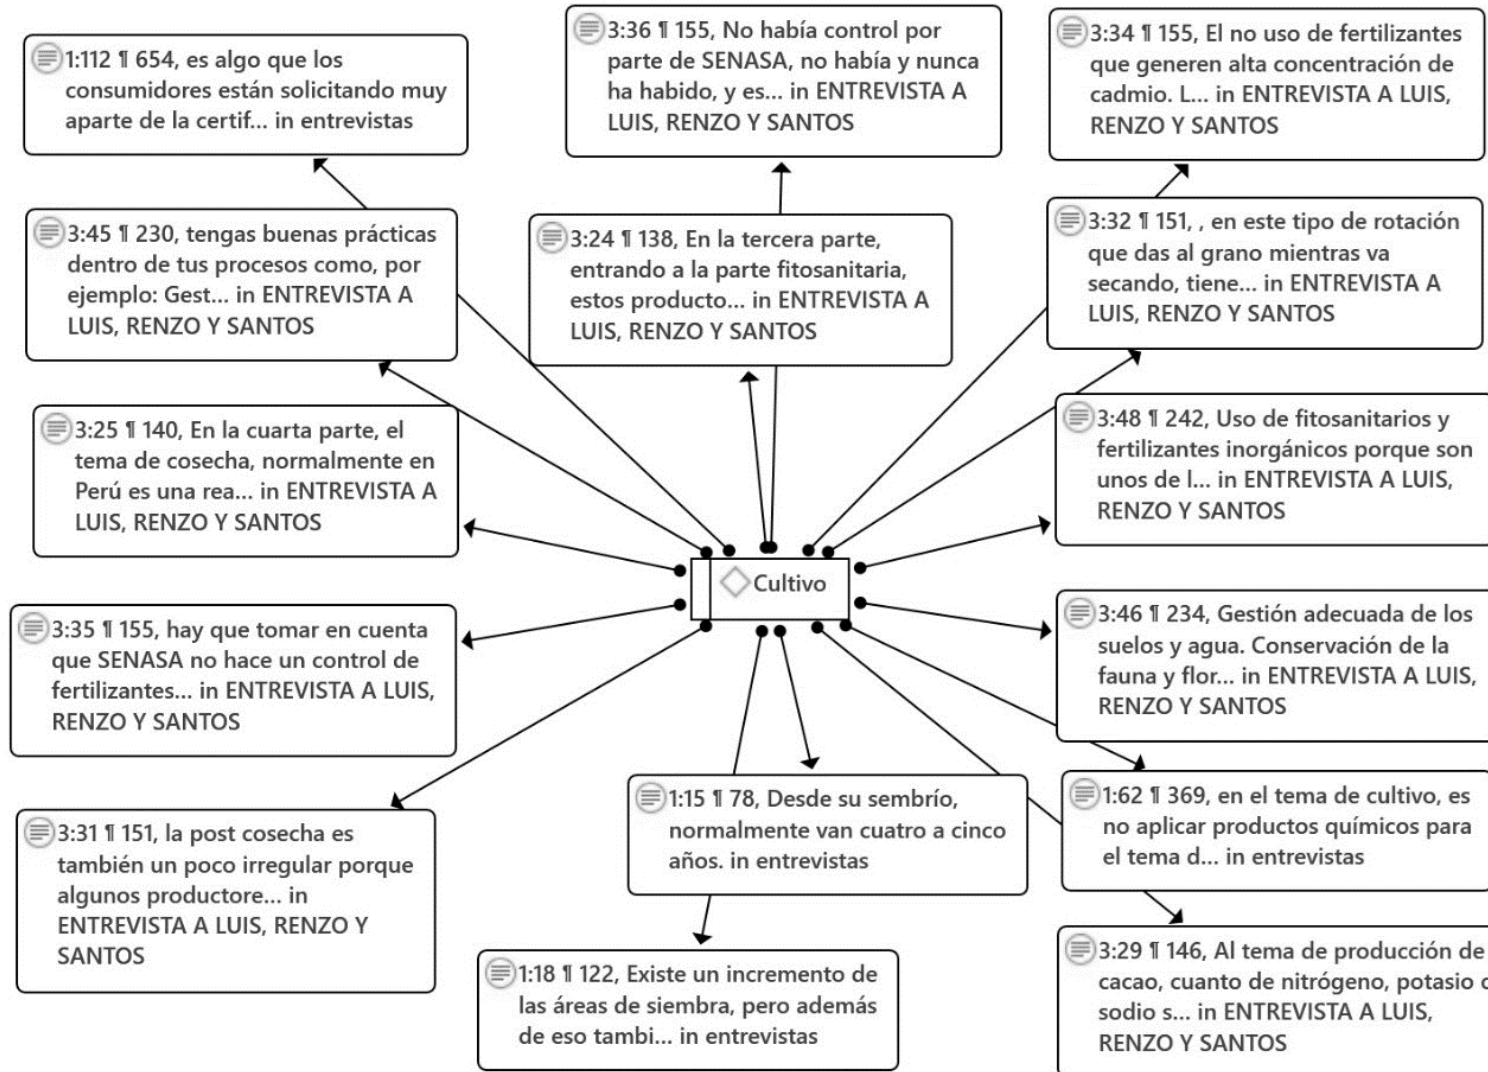 1:112 ¶ 654, es algo que los
consumidores están solicitando muy
aparte de la certif... in entrevistas
3:36 ¶ 155, No había control por
parte de SENASA, no había y nunca
ha habido, y es... in ENTREVISTA A
LUIS, RENZO Y SANTOS
3:34 ¶ 155, El no uso de fertilizantes
que generen alta concentración de
cadmio. L... in ENTREVISTA A LUIS,
RENZO Y SANTOS
3:45 ¶ 230, tengas buenas prácticas
dentro de tus procesos como, por
ejemplo: Gest... in ENTREVISTA A
LUIS, RENZO Y SANTOS
3:24 ¶ 138, En la tercera parte,
entrando a la parte fitosanitaria,
estos producto... in ENTREVISTA A
LUIS, RENZO Y SANTOS
3:32 ¶ 151, , en este tipo de rotación
que das al grano mientras va
secando, tiene... in ENTREVISTA A
LUIS, RENZO Y SANTOS
3:25 ¶ 140, En la cuarta parte, el
tema de cosecha, normalmente en
Perú es una rea... in ENTREVISTA A
LUIS, RENZO Y SANTOS
3:48 ¶ 242, Uso de fitosanitarios y
fertilizantes inorgánicos porque son
unos de l... in ENTREVISTA A LUIS,
RENZO Y SANTOS
Cultivo
3:35 ¶ 155, hay que tomar en cuenta
que SENASA no hace un control de
fertilizantes... in ENTREVISTA A LUIS,
RENZO Y SANTOS
3:46 ¶ 234, Gestión adecuada de los
suelos y agua. Conservación de la
fauna y flor... in ENTREVISTA A LUIS,
RENZO Y SANTOS
3:31 ¶ 151, la post cosecha es
también un poco irregular porque
algunos productore... in
ENTREVISTA A LUIS, RENZO Y
SANTOS
1:15 ¶ 78, Desde su sembrío,
normalmente van cuatro a cinco
años. in entrevistas
1:62 ¶ 369, en el tema de cultivo, es
no aplicar productos químicos para
el tema d... in entrevistas
1:18 ¶ 122, Existe un incremento de
las áreas de siembra, pero además
de eso tambi... in entrevistas
3:29 ¶ 146, Al tema de producción de
cacao, cuanto de nitrógeno, potasio
sodio s... in ENTREVISTA A LUIS,
RENZO Y SANTOS